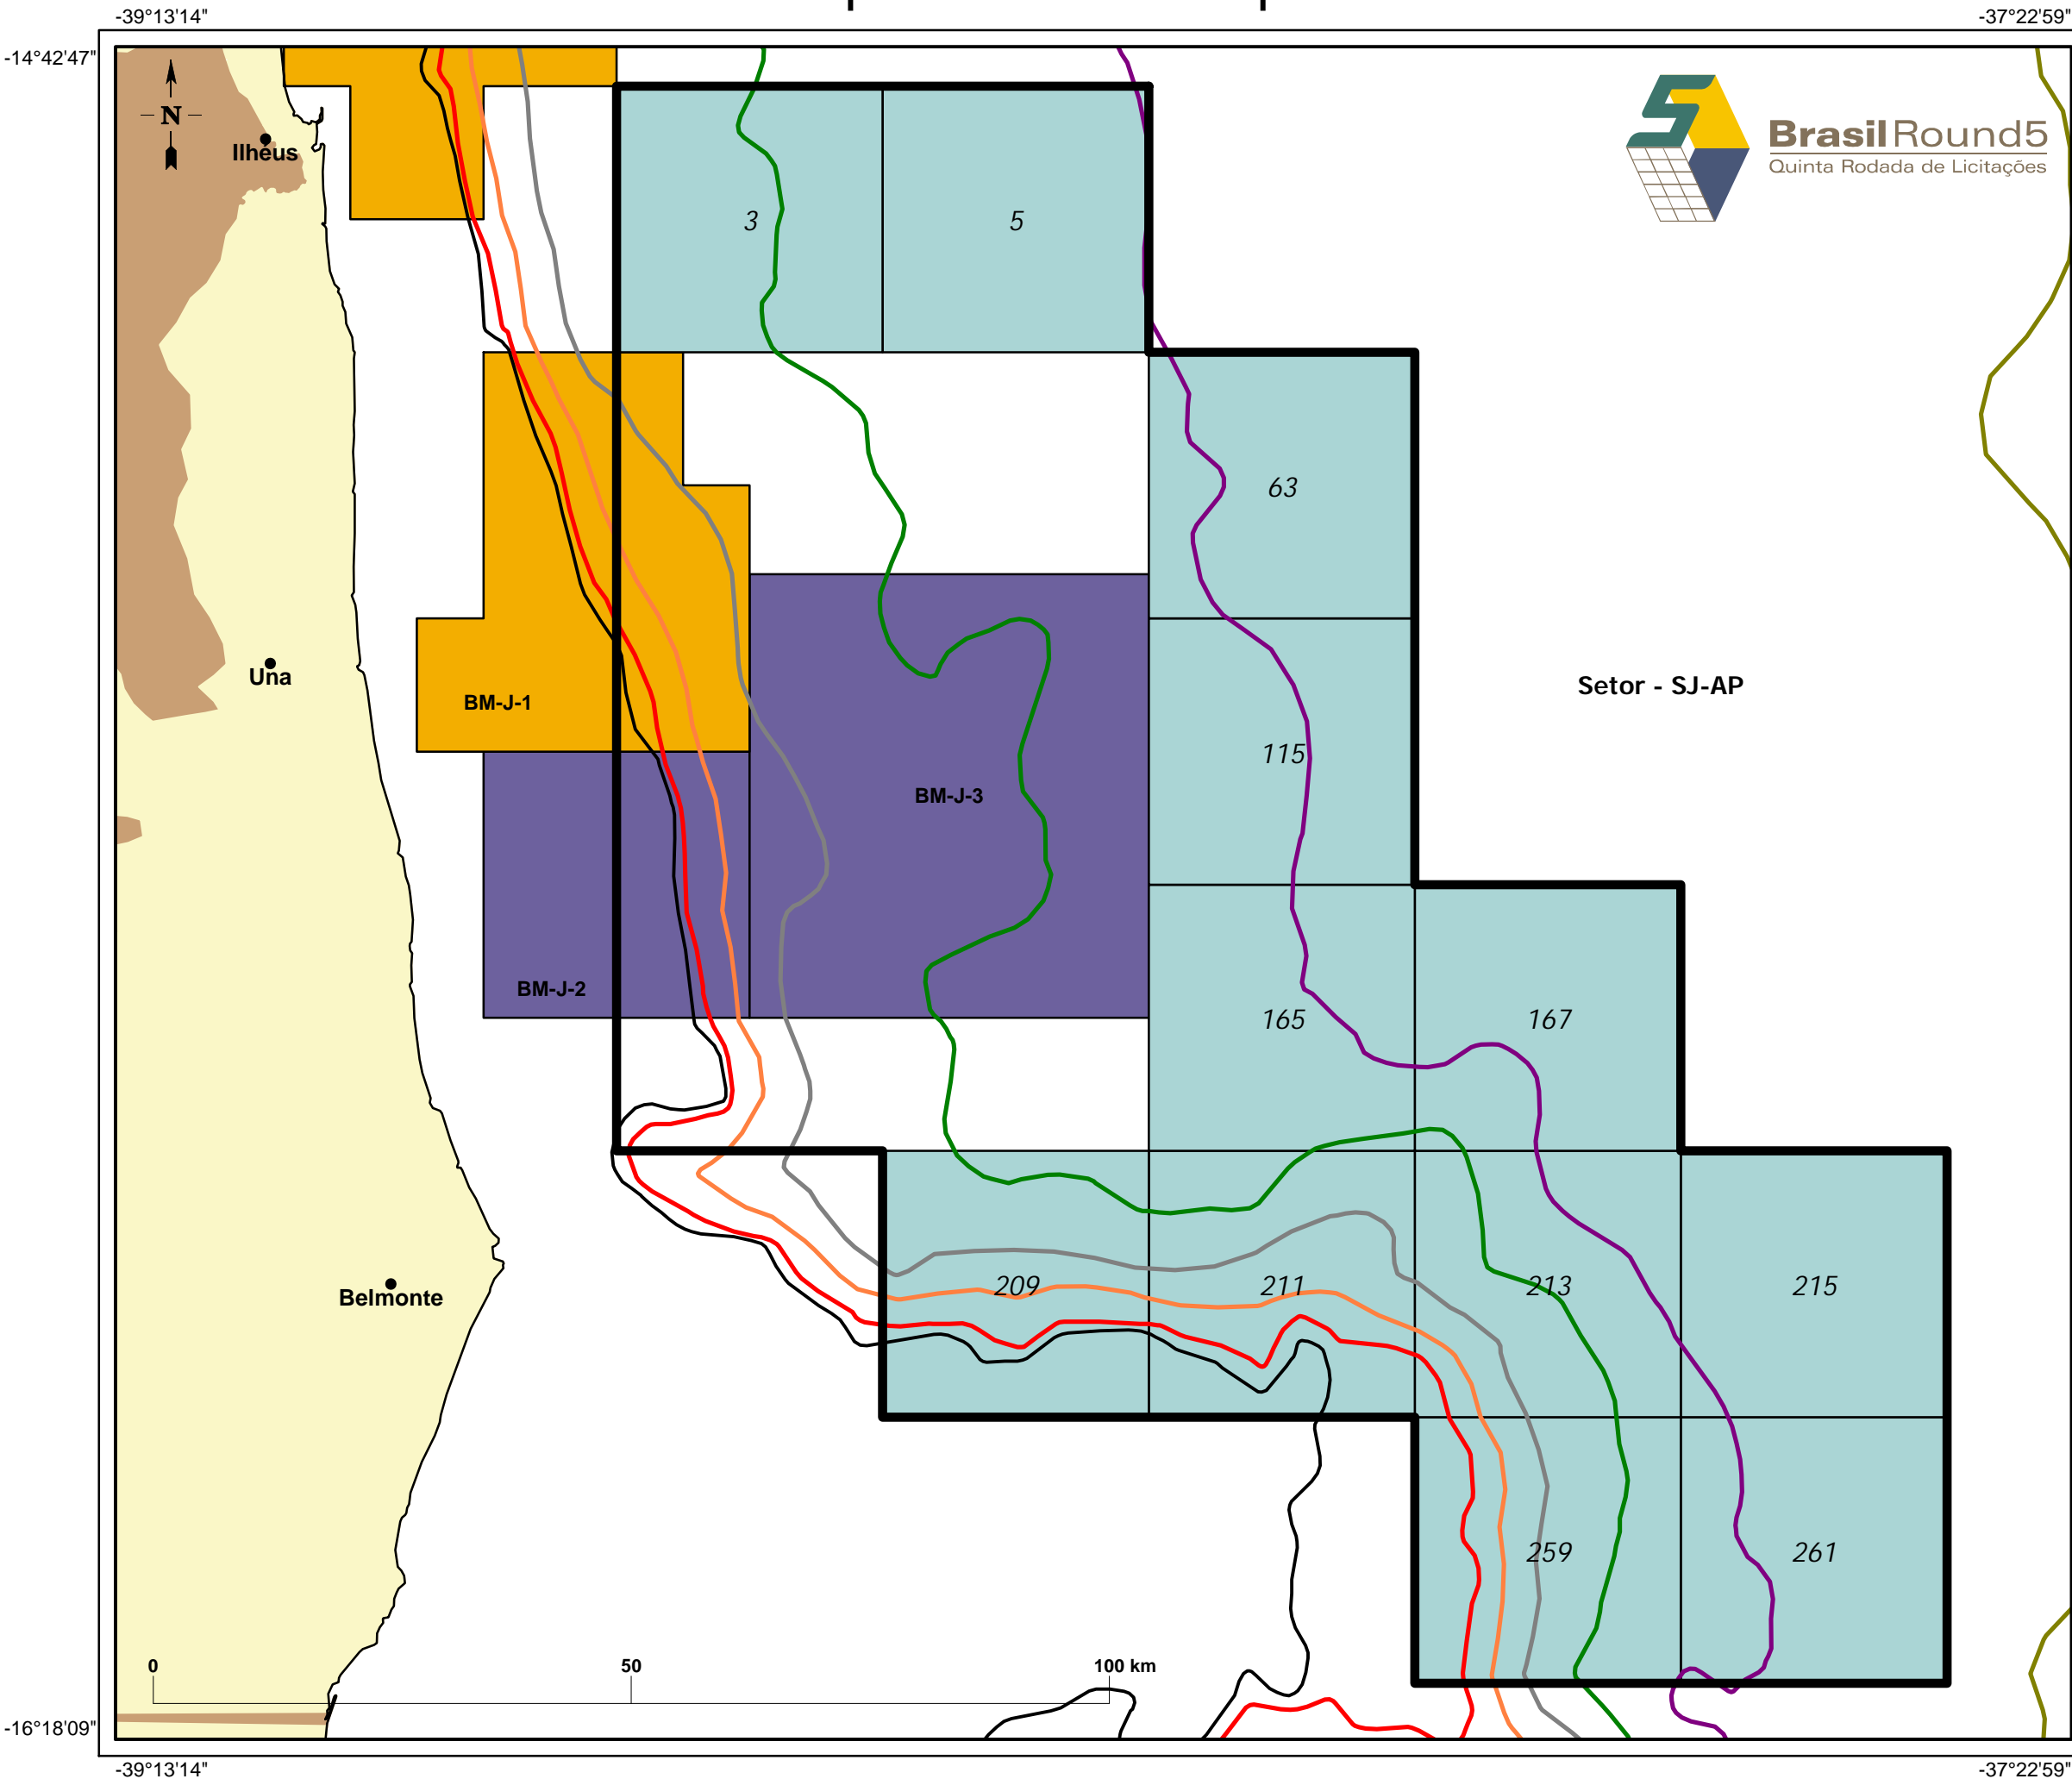 -39°13'14"
-37°22'59"
-14°42'47"
N
Ilhéus
BrasilRound5
Quinta Rodada de Licitações
3
5
63
Una
Setor - SJ-AP
BM-J-1
115
BM-J-3
BM-J-2
165
167
Belmonte
209
211
213
215
259
261
0
50
100 km
-16°18'09"
-39°13'14"
-37°22'59"